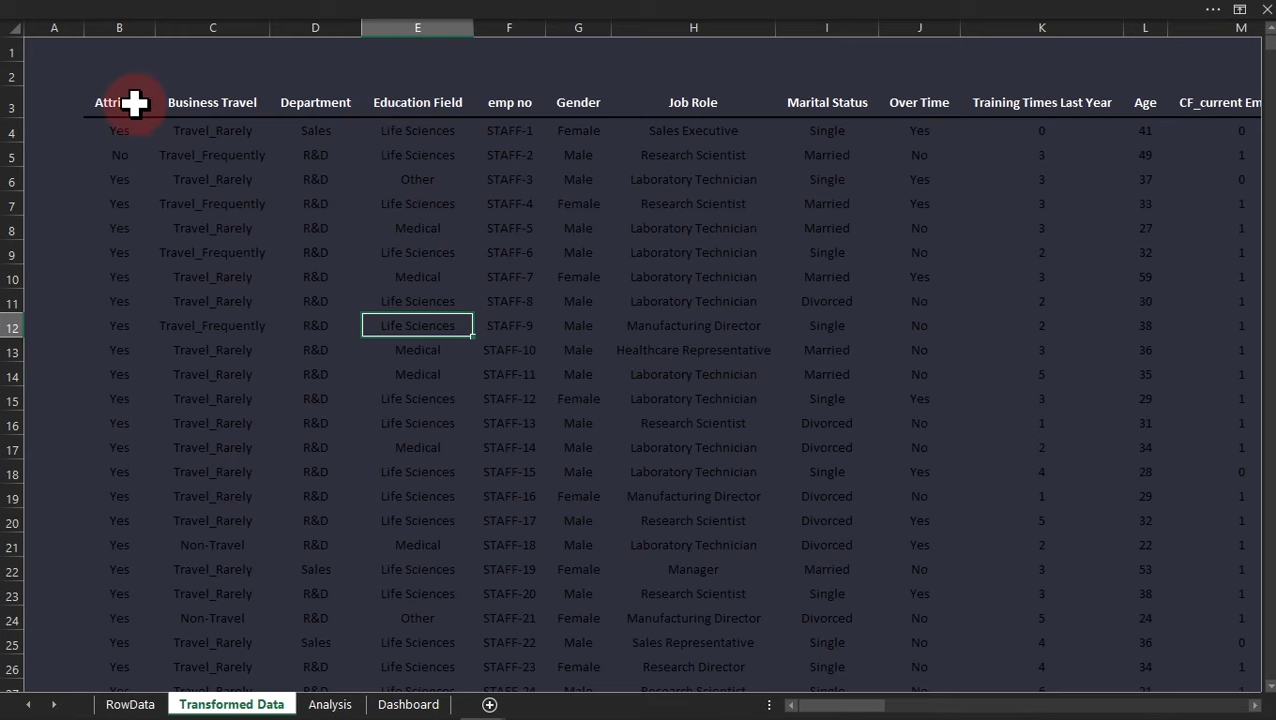 A B C D E F G H I J K L M
1
2
3 Attri Business Travel Department Education Field emp no Gender Job Role Marital Status Over Time Training Times Last Year Age CF_current Em
4 Yes Travel_Rarely Sales Life Sciences STAFF-1 Female Sales Executive Single Yes 0 41 0
5 No Travel_Frequently R&D Life Sciences STAFF-2 Male Research Scientist Married No 3 49 1
6 Yes Travel_Rarely R&D Other STAFF-3 Male Laboratory Technician Single Yes 3 37 0
7 Yes Travel_Frequently R&D Life Sciences STAFF-4 Female Research Scientist Married Yes 3 33 1
8 Yes Travel_Rarely R&D Medical STAFF-5 Male Laboratory Technician Married No 3 27 1
9 Yes Travel_Frequently R&D Life Sciences STAFF-6 Male Laboratory Technician Single No 2 32 1
10 Yes Travel_Rarely R&D Medical STAFF-7 Female Laboratory Technician Married Yes 3 59 1
11 Yes Travel_Rarely R&D Life Sciences STAFF-8 Male Laboratory Technician Divorced No 2 30 1
12 Yes Travel_Frequently R&D Life Sciences STAFF-9 Male Manufacturing Director Single No 2 38 1
13 Yes Travel_Rarely R&D Medical STAFF-10 Male Healthcare Representative Married No 3 36 1
14 Yes Travel_Rarely R&D Medical STAFF-11 Male Laboratory Technician Married No 5 35 1
15 Yes Travel_Rarely R&D Life Sciences STAFF-12 Female Laboratory Technician Single Yes 3 29 1
16 Yes Travel_Rarely R&D Life Sciences STAFF-13 Male Research Scientist Divorced No 1 31 1
17 Yes Travel_Rarely R&D Medical STAFF-14 Male Laboratory Technician Divorced No 2 34 1
18 Yes Travel_Rarely R&D Life Sciences STAFF-15 Male Laboratory Technician Single Yes 4 28 0
19 Yes Travel_Rarely R&D Life Sciences STAFF-16 Female Manufacturing Director Divorced No 1 29 1
20 Yes Travel_Rarely R&D Life Sciences STAFF-17 Male Research Scientist Divorced Yes 5 32 1
21 Yes Non-Travel R&D Medical STAFF-18 Male Laboratory Technician Divorced Yes 2 22 1
22 Yes Travel_Rarely Sales Life Sciences STAFF-19 Female Manager Married No 3 53 1
23 Yes Travel_Rarely R&D Life Sciences STAFF-20 Male Research Scientist Single Yes 3 38 1
24 Yes Non-Travel R&D Other STAFF-21 Female Manufacturing Director Divorced No 5 24 1
25 Yes Travel_Rarely Sales Life Sciences STAFF-22 Male Sales Representative Single No 4 36 0
26 Yes Travel_Rarely R&D Life Sciences STAFF-23 Female Research Director Married No 4 34 1
RowData Transformed Data Analysis Dashboard